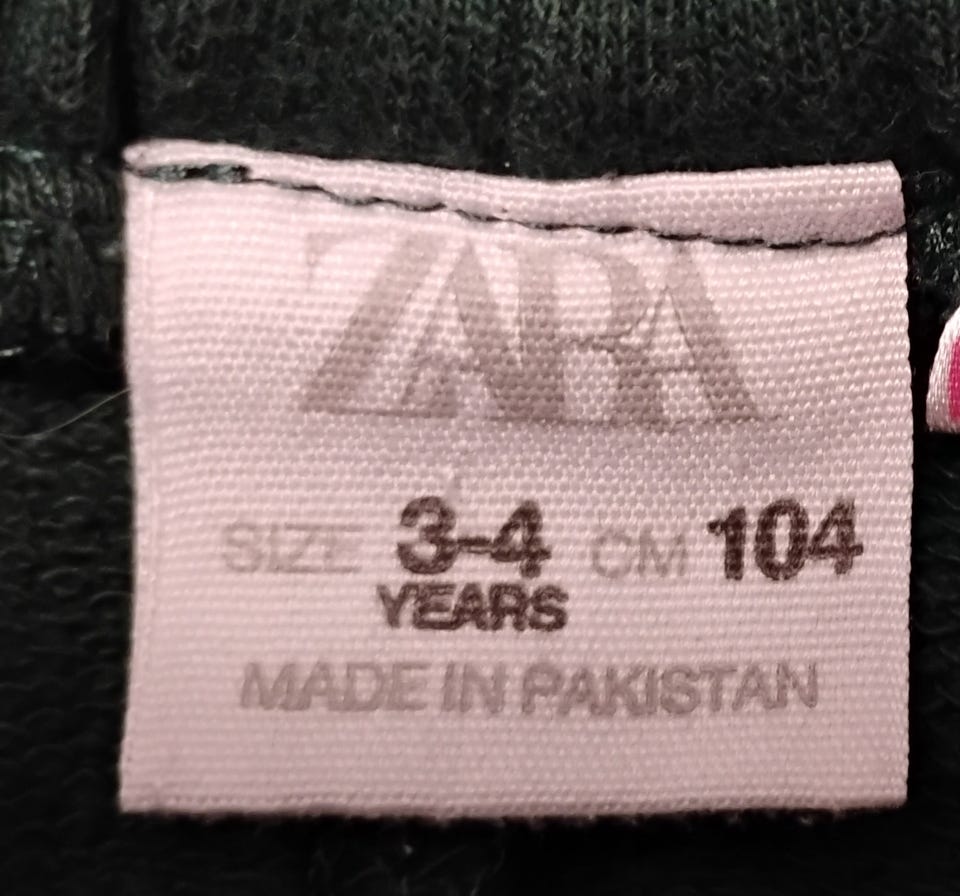 ZARA
SIZE 3-4 CM 104
YEARS
MADE IN PAKISTAN